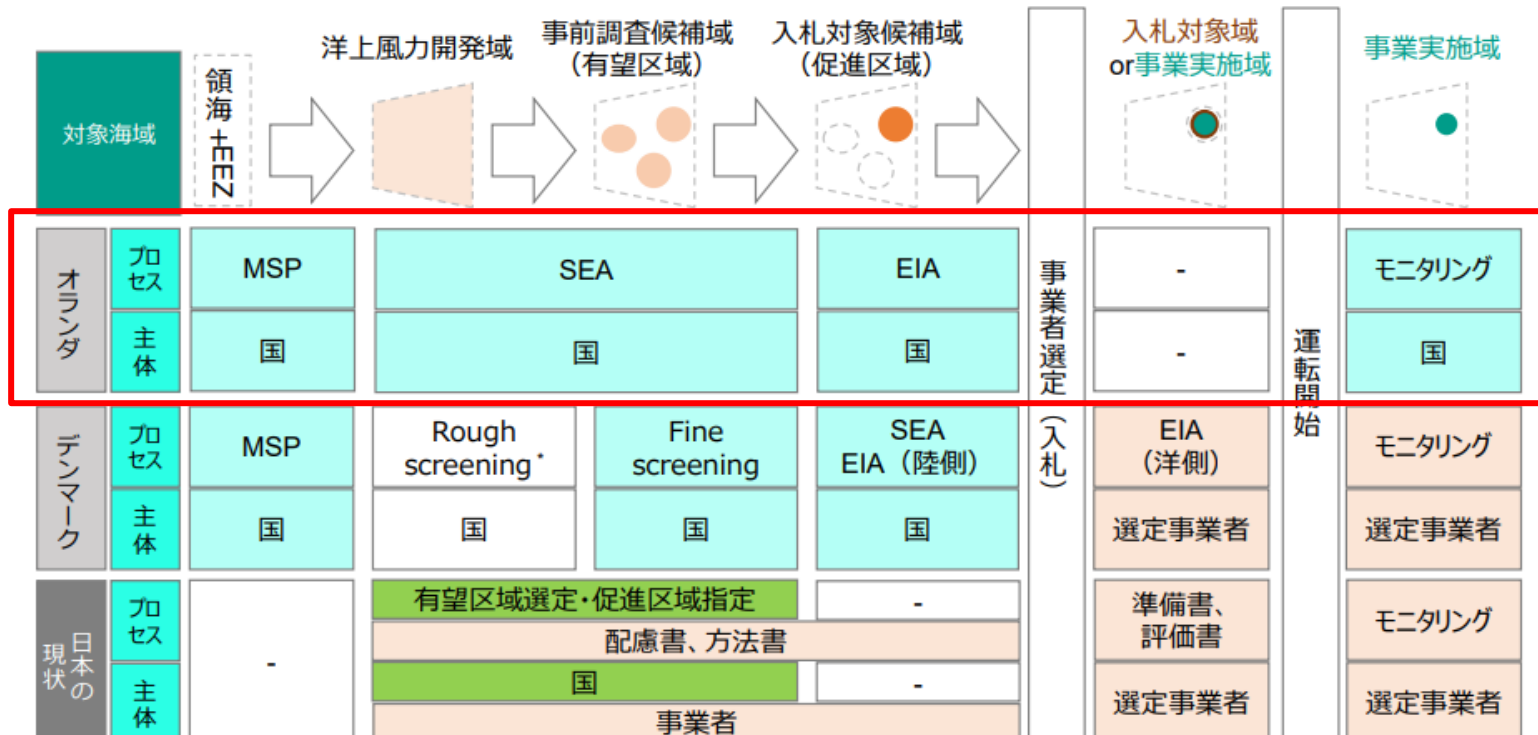 対象海域
領海+EEZ
洋上風力開発域
事前調査候補域
（有望区域）
入札対象候補域
（促進区域）
入札対象域
or事業実施域
事業実施域
事業者選定（入札）
運転開始
オランダ
プロ
セス
MSP
SEA
EIA
-
モニタリング
主
体
国
国
国
-
国
デンマーク
プロ
セス
MSP
Rough
screening*
Fine
screening
SEA
EIA（陸側）
EIA
（洋側）
モニタリング
主
体
国
国
国
国
選定事業者
選定事業者
日本の
現状
プロ
セス
-
有望区域選定・促進区域指定
-
配慮書、方法書
準備書、
評価書
モニタリング
主
体
国
-
事業者
選定事業者
選定事業者